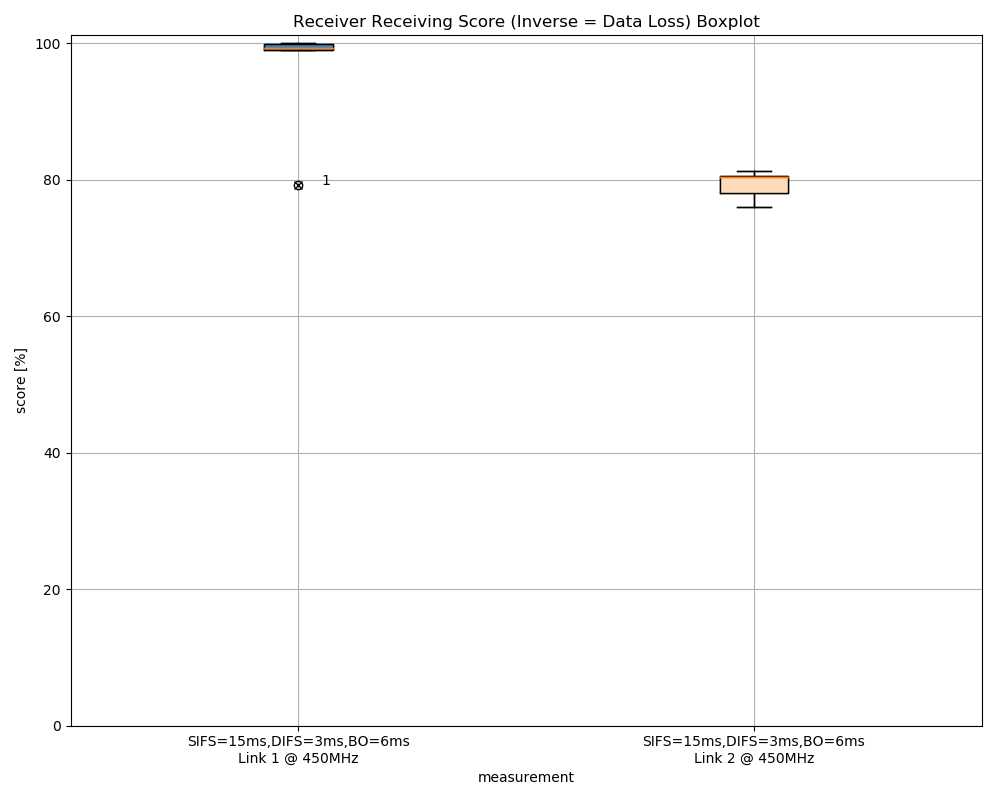 Receiver Receiving Score (Inverse = Data Loss) Boxplot
100
1
80
60
score [%]
40
20
0
SIFS=15ms,DIFS=3ms,BO=6ms
Link 1 @ 450MHz
SIFS=15ms,DIFS=3ms,BO=6ms
Link 2 @ 450MHz
measurement